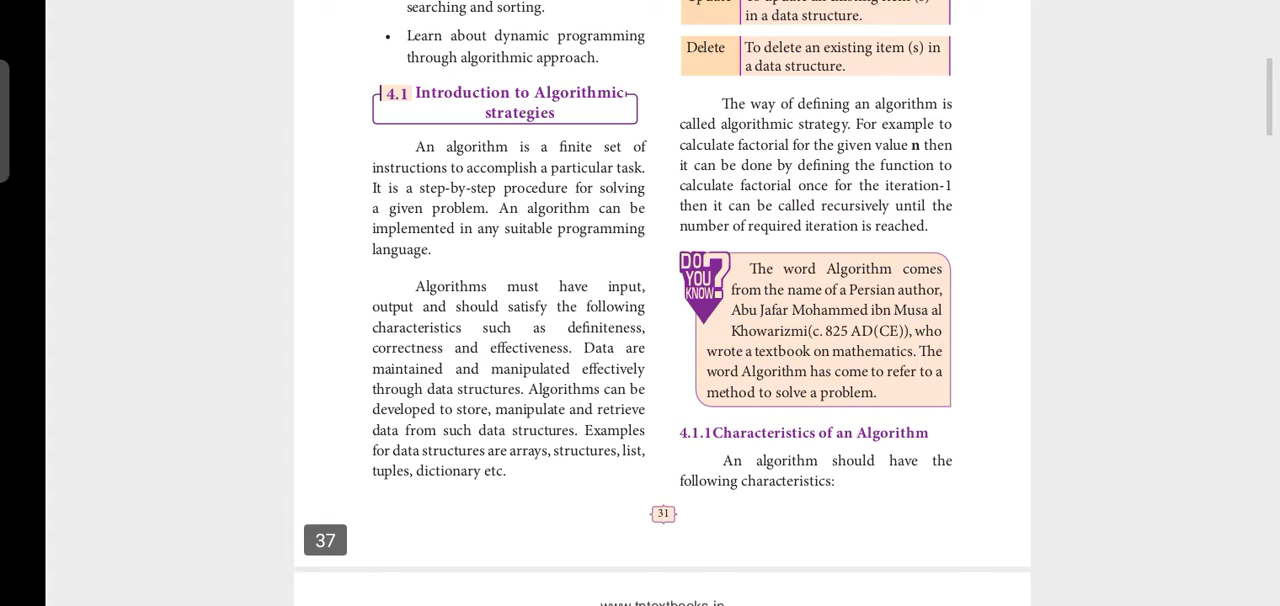 searching and sorting.
• Learn about dynamic programming
through algorithmic approach.
4.1 Introduction to Algorithmic
strategies
An algorithm is a finite set of
instructions to accomplish a particular task.
It is a step-by-step procedure for solving
a given problem. An algorithm can be
implemented in any suitable programming
language.
Algorithms must have input,
output and should satisfy the following
characteristics such as definiteness,
correctness and effectiveness. Data are
maintained and manipulated effectively
through data structures. Algorithms can be
developed to store, manipulate and retrieve
data from such data structures. Examples
for data structures are arrays, structures, list,
tuples, dictionary etc.
in a data structure.
Delete To delete an existing item (s) in
a data structure.
The way of defining an algorithm is
called algorithmic strategy. For example to
calculate factorial for the given value n then
it can be done by defining the function to
calculate factorial once for the iteration-1
then it can be called recursively until the
number of required iteration is reached.
DO YOU KNOW?
The word Algorithm comes
from the name of a Persian author,
Abu Jafar Mohammed ibn Musa al
Khowarizmi(c. 825 AD(CE)), who
wrote a textbook on mathematics. The
word Algorithm has come to refer to a
method to solve a problem.
4.1.1Characteristics of an Algorithm
An algorithm should have the
following characteristics:
31
37
www.tntextbooks.in